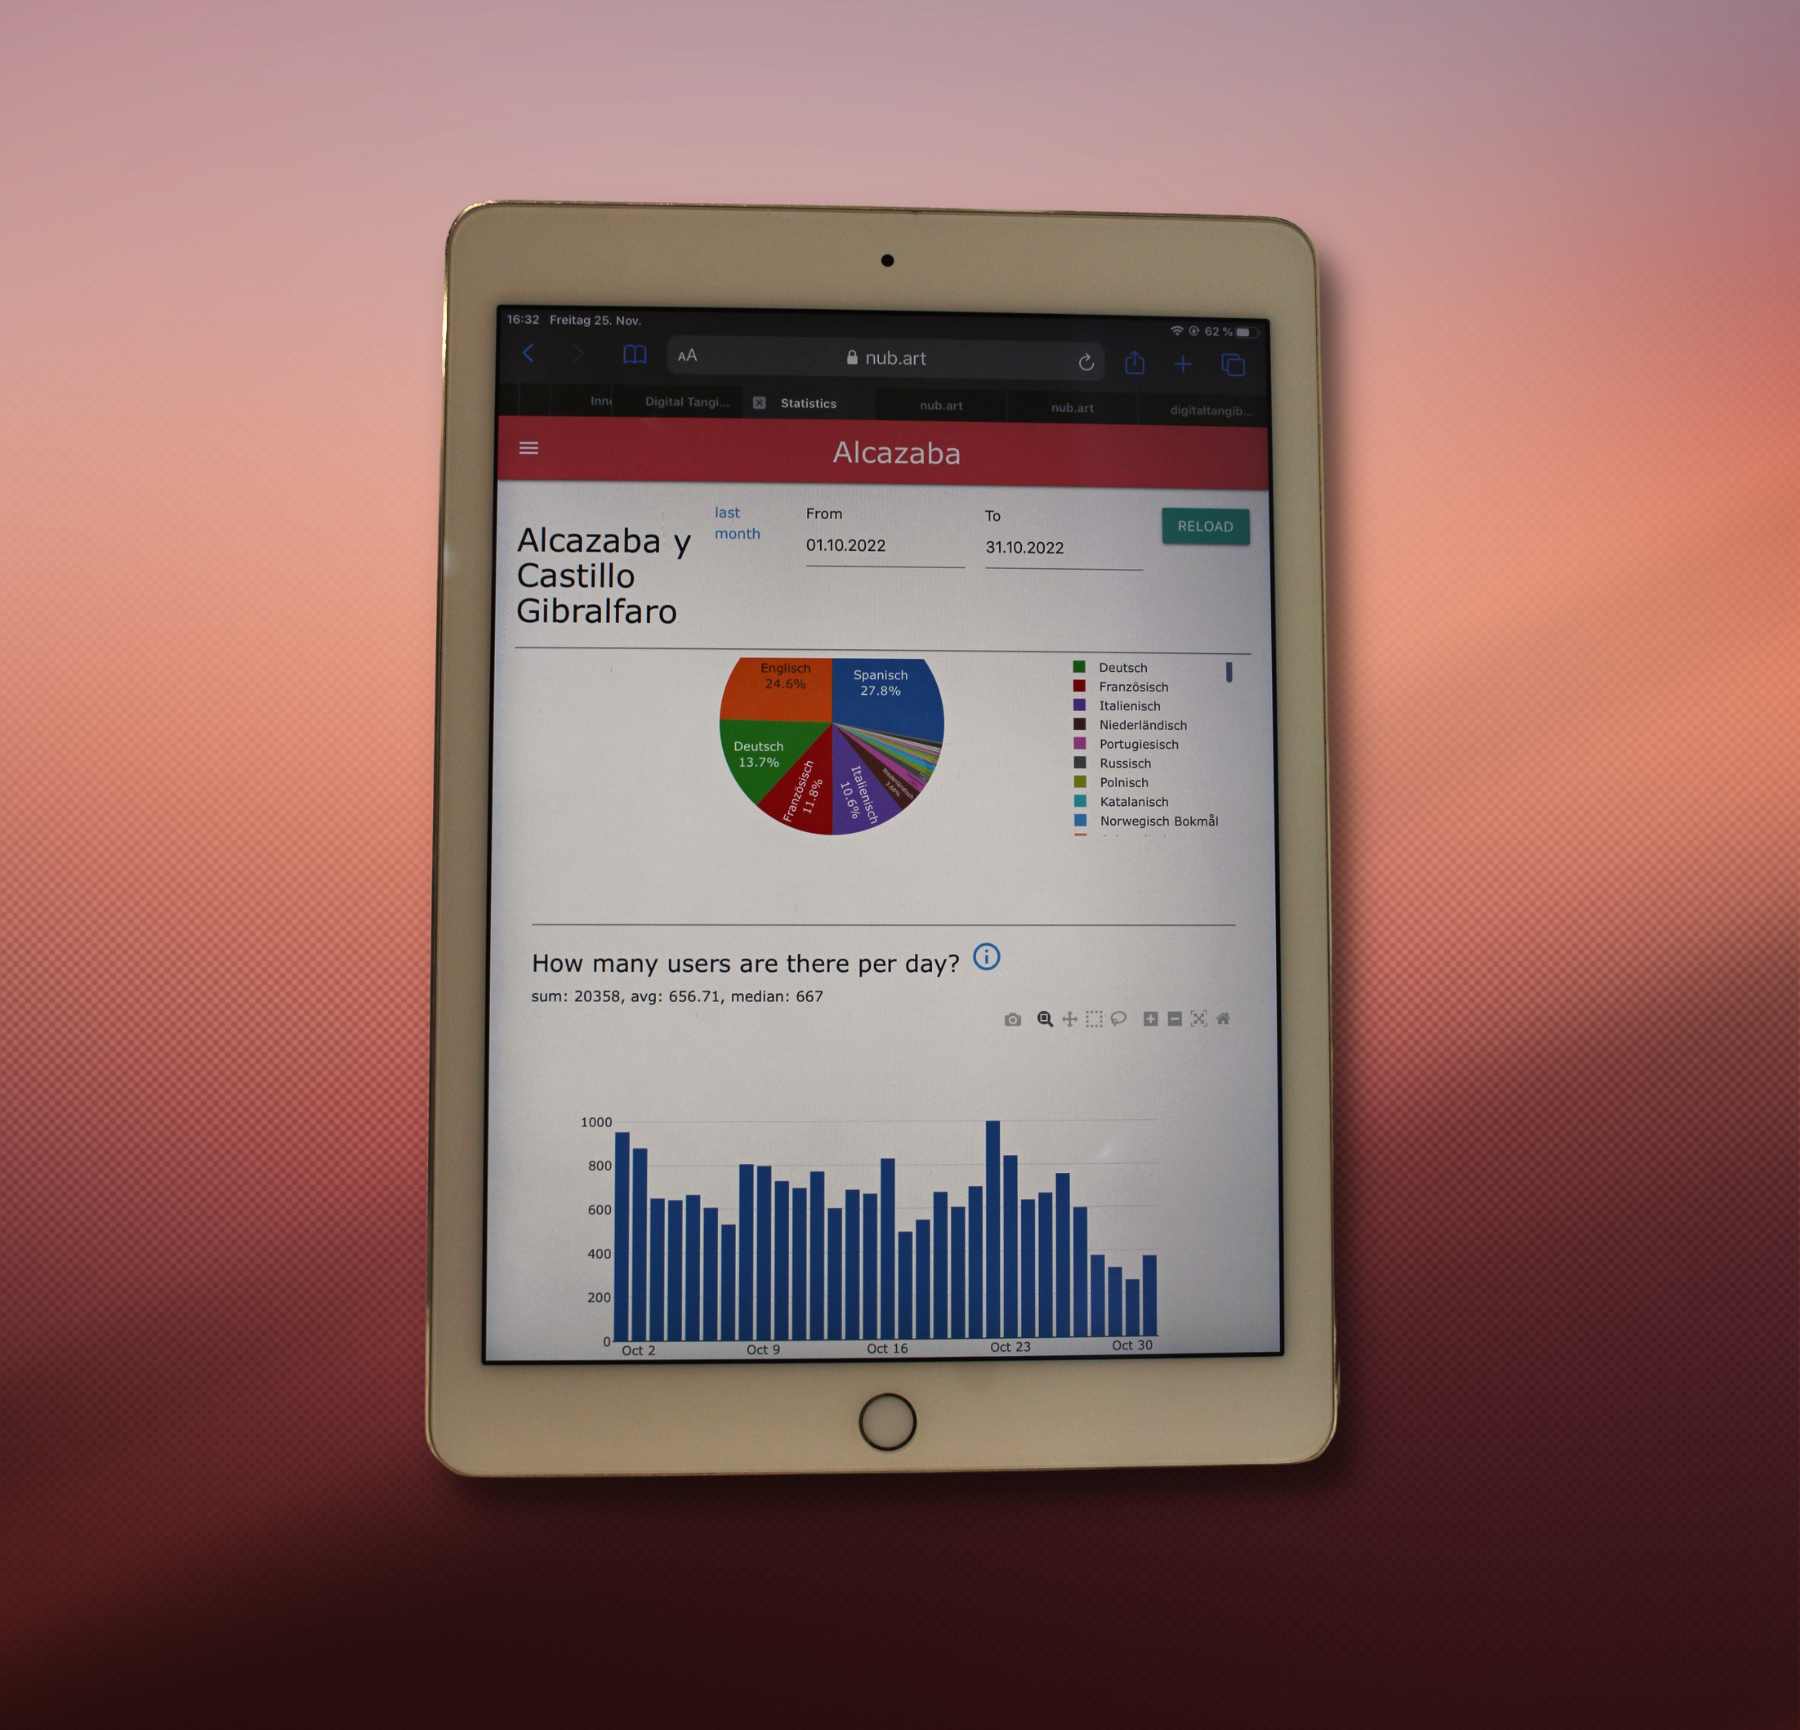 16:32 Freitag 25. Nov.
62 %
AA
nub.art
Digital Tangi...
Statistics
nub.art
nub.art
digitaltangib...
Alcazaba
Alcazaba y
Castillo
Gibralfaro
last
month
From
01.10.2022
To
31.10.2022
RELOAD
Englisch
24.6%
Spanisch
27.8%
Deutsch
13.7%
Französisch
11.8%
Italienisch
10.6%
Deutsch
Französisch
Italienisch
Niederländisch
Portugiesisch
Russisch
Polnisch
Katalanisch
Norwegisch Bokmål
How many users are there per day?
sum: 20358, avg: 656.71, median: 667
1000
800
600
400
200
0
Oct 2
Oct 9
Oct 16
Oct 23
Oct 30